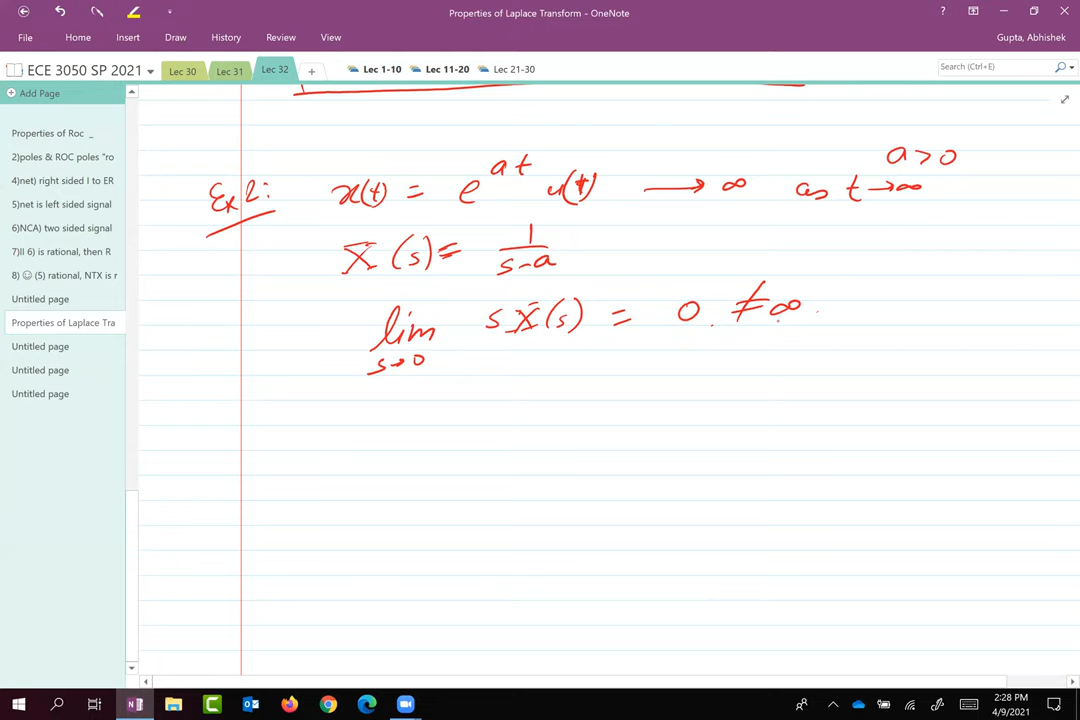 Properties of Laplace Transform - OneNote
File Home Insert Draw History Review View
Gupta, Abhishek
ECE 3050 SP 2021 Lec 30 Lec 31 Lec 32 Lec 1-10 Lec 11-20 Lec 21-30
Search (Ctrl+E)
Add Page
Properties of Roc _
2)poles & ROC poles "ro
4)net) right sided I to ER
5)net is left sided signal
6)NCA) two sided signal
7)ll 6) is rational, then R
8) ☺ (5) rational, NTX is r
Untitled page
Properties of Laplace Tra
Untitled page
Untitled page
Untitled page
a > 0
Ex 2: x(t) = e^{at} u(t) → ∞ as t → ∞
X(s) = 1/(s-a)
lim s→0 sX(s) = 0. ≠ ∞.
2:28 PM
4/9/2021